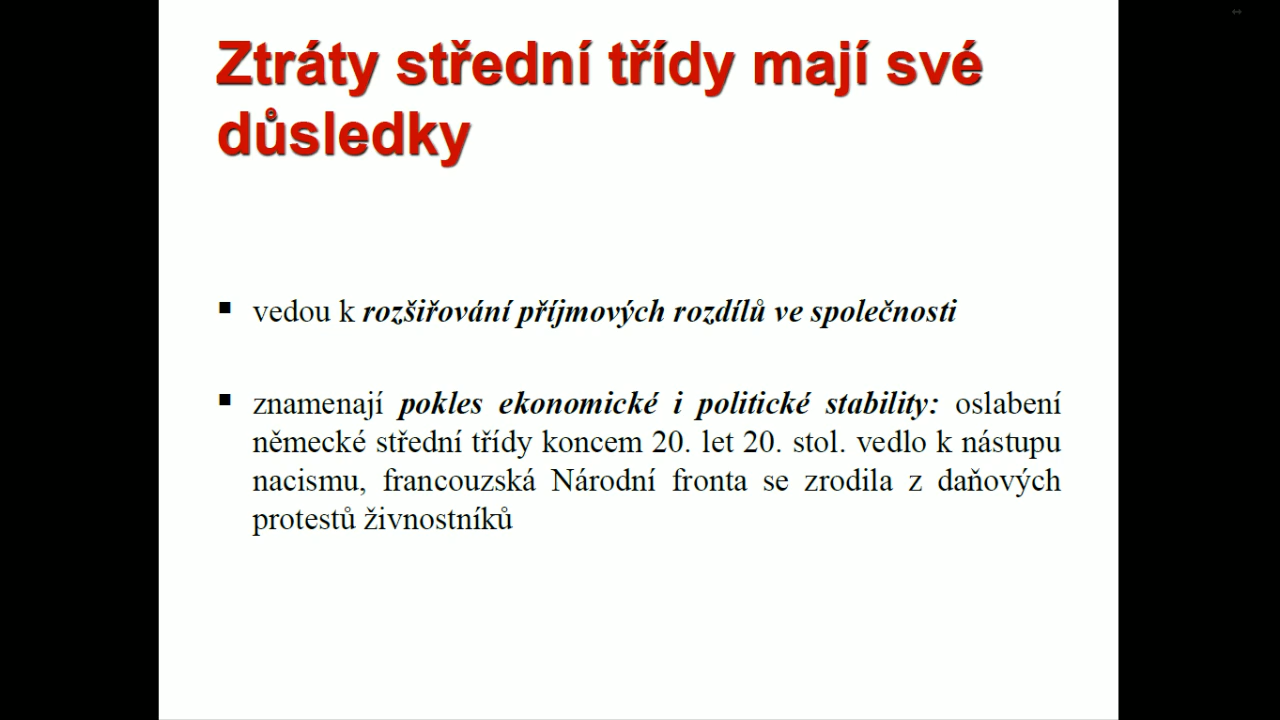 Ztráty střední třídy mají své
důsledky
▪ vedou k rozšiřování příjmových rozdílů ve společnosti
▪ znamenají pokles ekonomické i politické stability: oslabení
německé střední třídy koncem 20. let 20. stol. vedlo k nástupu
nacismu, francouzská Národní fronta se zrodila z daňových
protestů živnostníků